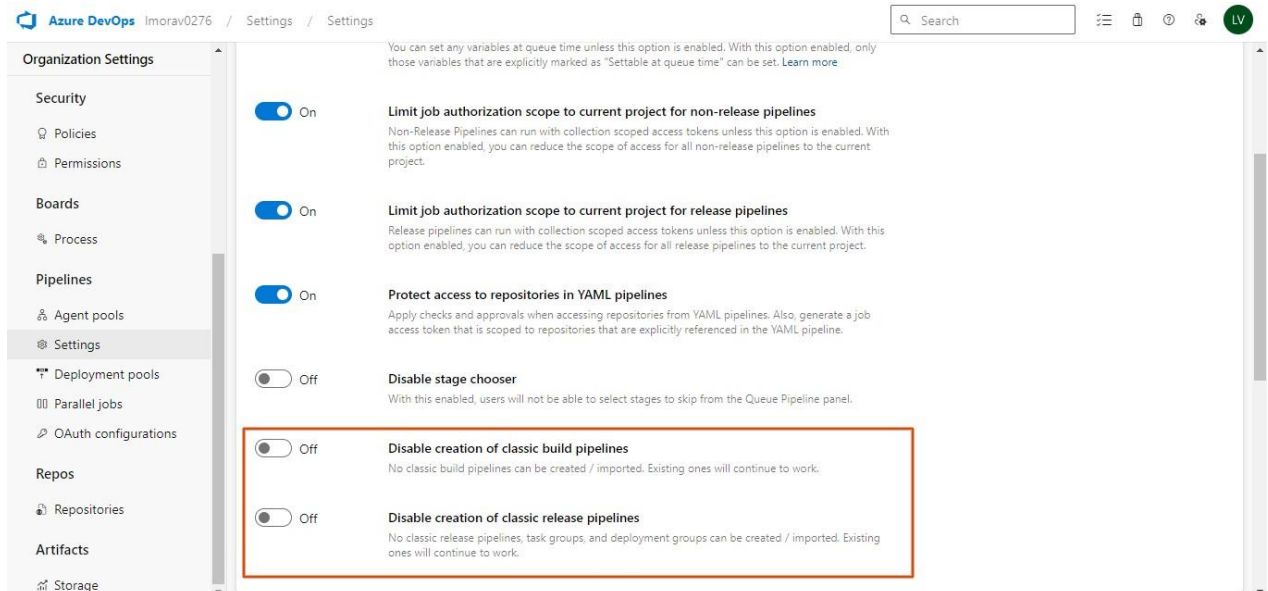 Azure DevOps lmorav0276 / Settings / Settings
Search
LV
Organization Settings
Security
Policies
Permissions
Boards
Process
Pipelines
Agent pools
Settings
Deployment pools
Parallel jobs
OAuth configurations
Repos
Repositories
Artifacts
Storage
You can set any variables at queue time unless this option is enabled. With this option enabled, only
those variables that are explicitly marked as "Settable at queue time" can be set. Learn more
On
Limit job authorization scope to current project for non-release pipelines
Non-Release Pipelines can run with collection scoped access tokens unless this option is enabled. With
this option enabled, you can reduce the scope of access for all non-release pipelines to the current
project.
On
Limit job authorization scope to current project for release pipelines
Release pipelines can run with collection scoped access tokens unless this option is enabled. With this
option enabled, you can reduce the scope of access for all release pipelines to the current project.
On
Protect access to repositories in YAML pipelines
Apply checks and approvals when accessing repositories from YAML pipelines. Also, generate a job
access token that is scoped to repositories that are explicitly referenced in the YAML pipeline.
Off
Disable stage chooser
With this enabled, users will not be able to select stages to skip from the Queue Pipeline panel.
Off
Disable creation of classic build pipelines
No classic build pipelines can be created / imported. Existing ones will continue to work.
Off
Disable creation of classic release pipelines
No classic release pipelines, task groups, and deployment groups can be created / imported. Existing
ones will continue to work.